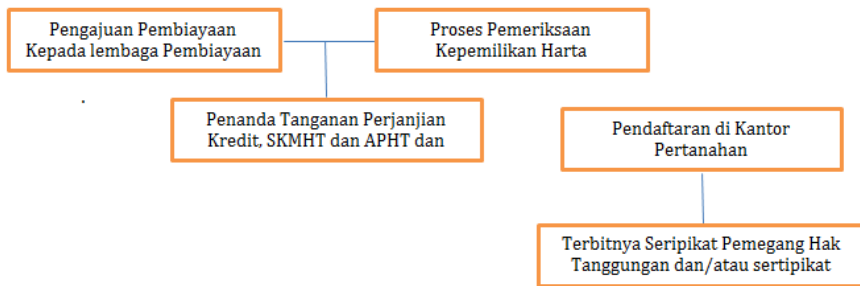 Pengajuan Pembiayaan
Kepada lembaga Pembiayaan
Proses Pemeriksaan
Kepemilikan Harta
Penanda Tanganan Perjanjian
Kredit, SKMHT dan APHT dan
Pendaftaran di Kantor
Pertanahan
Terbitnya Seripikat Pemegang Hak
Tanggungan dan/atau sertipikat